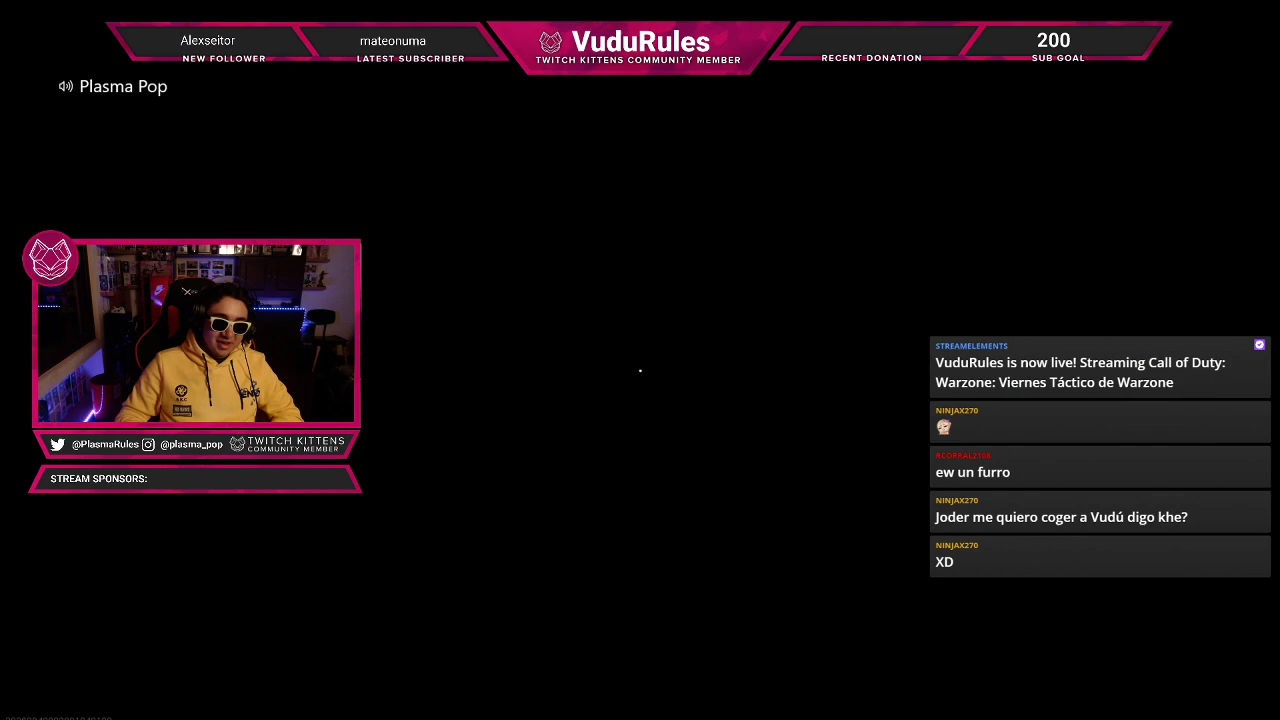 Alexseitor
NEW FOLLOWER
mateonuma
LATEST SUBSCRIBER
VuduRules
TWITCH KITTENS COMMUNITY MEMBER
RECENT DONATION
200
SUB GOAL
Plasma Pop
@PlasmaRules
@plasma_pop
TWITCH KITTENS
COMMUNITY MEMBER
STREAM SPONSORS:
STREAMELEMENTS
VuduRules is now live! Streaming Call of Duty:
Warzone: Viernes Táctico de Warzone
NINJAX270
ew un furro
NINJAX270
Joder me quiero coger a Vudú digo khe?
NINJAX270
XD